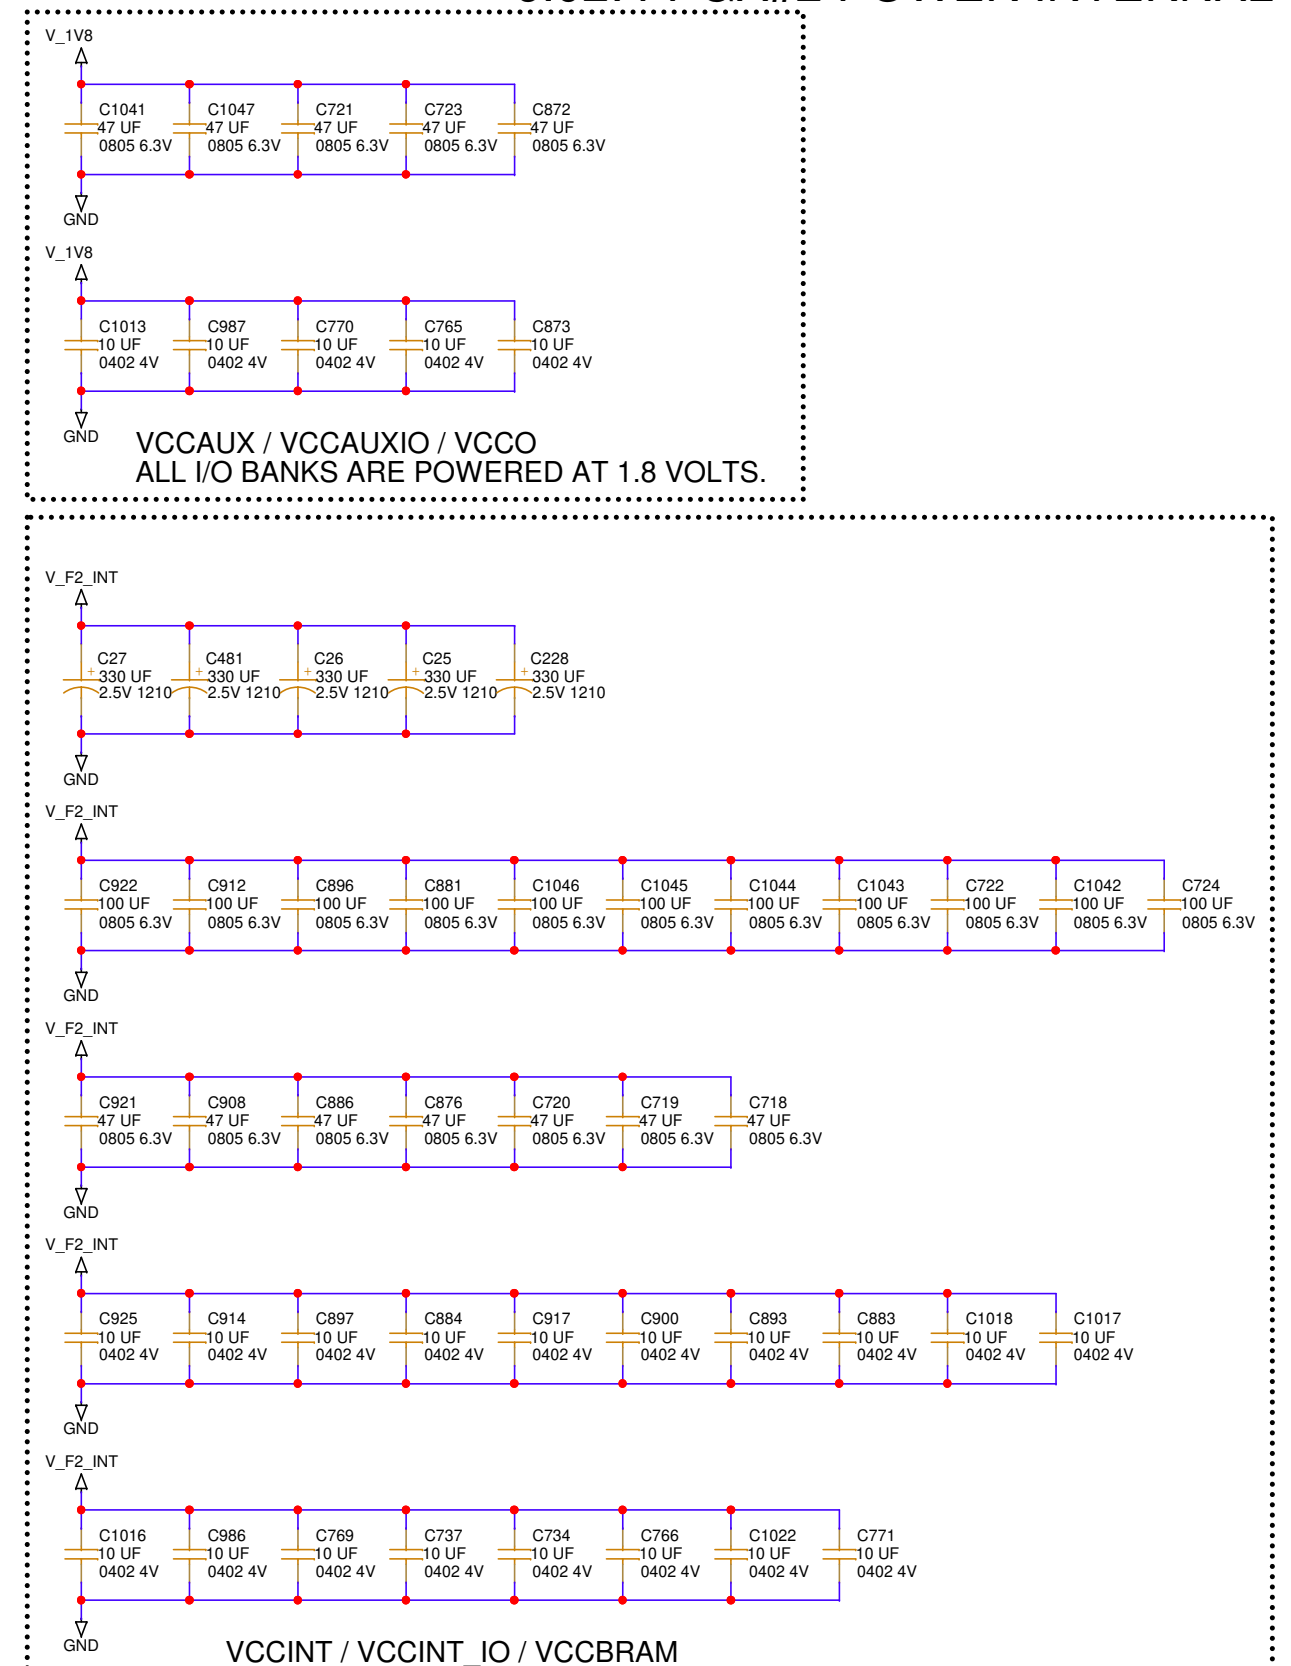 V_1V8
C1041 C1047 C721 C723 C872
47 UF 47 UF 47 UF 47 UF 47 UF
0805 6.3V 0805 6.3V 0805 6.3V 0805 6.3V 0805 6.3V
GND
V_1V8
C1013 C987 C770 C765 C873
10 UF 10 UF 10 UF 10 UF 10 UF
0402 4V 0402 4V 0402 4V 0402 4V 0402 4V
GND
VCCAUX / VCCAUXIO / VCCO
ALL I/O BANKS ARE POWERED AT 1.8 VOLTS.
V_F2_INT
C27 C481 C26 C25 C228
+ 330 UF + 330 UF + 330 UF + 330 UF + 330 UF
2.5V 1210 2.5V 1210 2.5V 1210 2.5V 1210 2.5V 1210
GND
V_F2_INT
C922 C912 C896 C881 C1046 C1045 C1044 C1043 C722 C1042 C724
100 UF 100 UF 100 UF 100 UF 100 UF 100 UF 100 UF 100 UF 100 UF 100 UF 100 UF
0805 6.3V 0805 6.3V 0805 6.3V 0805 6.3V 0805 6.3V 0805 6.3V 0805 6.3V 0805 6.3V 0805 6.3V 0805 6.3V 0805 6.3V
GND
V_F2_INT
C921 C908 C886 C876 C720 C719 C718
47 UF 47 UF 47 UF 47 UF 47 UF 47 UF 47 UF
0805 6.3V 0805 6.3V 0805 6.3V 0805 6.3V 0805 6.3V 0805 6.3V 0805 6.3V
GND
V_F2_INT
C925 C914 C897 C884 C917 C900 C893 C883 C1018 C1017
10 UF 10 UF 10 UF 10 UF 10 UF 10 UF 10 UF 10 UF 10 UF 10 UF
0402 4V 0402 4V 0402 4V 0402 4V 0402 4V 0402 4V 0402 4V 0402 4V 0402 4V 0402 4V
GND
V_F2_INT
C1016 C986 C769 C737 C734 C766 C1022 C771
10 UF 10 UF 10 UF 10 UF 10 UF 10 UF 10 UF 10 UF
0402 4V 0402 4V 0402 4V 0402 4V 0402 4V 0402 4V 0402 4V 0402 4V
GND
VCCINT / VCCINT_IO / VCCBRAM